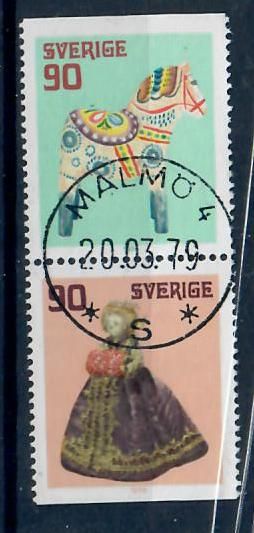 SVERIGE
90
MALMÖ 4
20.03.79
90 SVERIGE
* S *